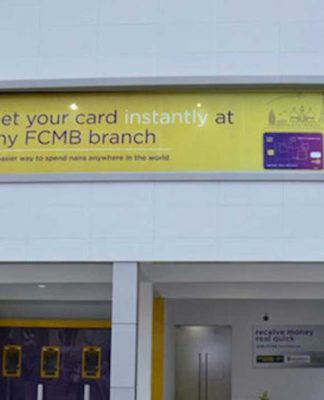 et your card instantly at
ny FCMB branch
easier way to spend naira anywhere in the world
receive money
real quick